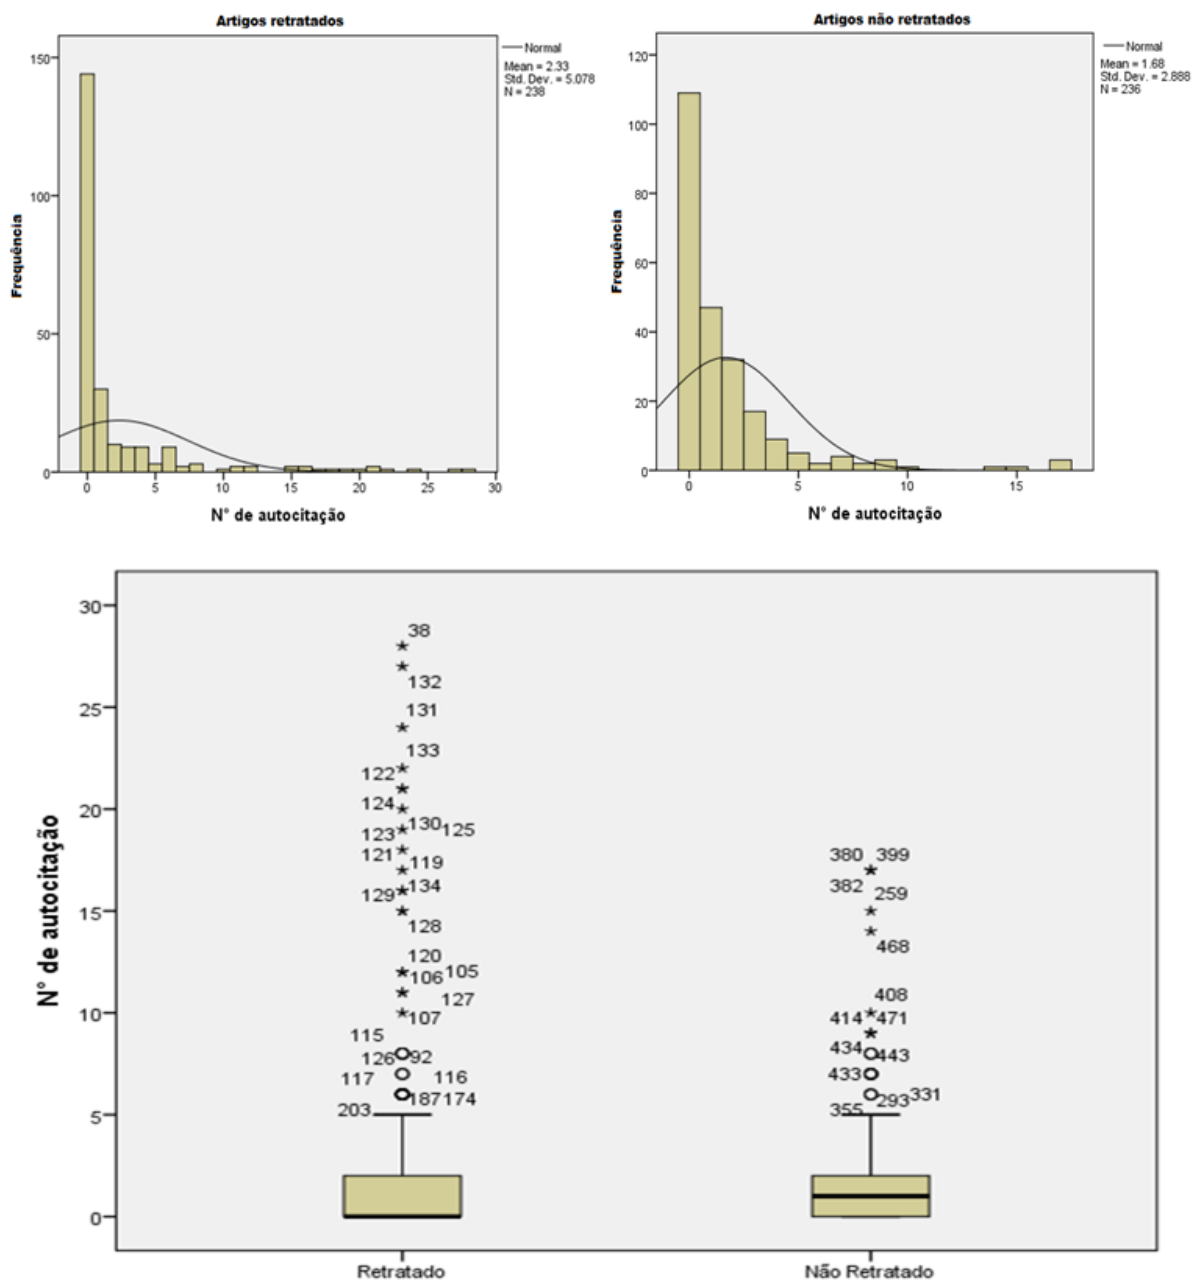 Artigos retratados
Normal
Mean = 2.33
Std. Dev. = 5.078
N = 238
150
100
50
0
Frequência
0 5 10 15 20 25 30
N° de autocitação
Artigos não retratados
Normal
Mean = 1.68
Std. Dev. = 2.888
N = 236
120
100
80
60
40
20
0
Frequência
0 5 10 15
N° de autocitação
N° de autocitação
30
25
20
15
10
5
0
38
132
131
133
122
124
130 125
123
121
119
134
129
128
120
105
106
127
107
115
126 92
117 116
187 174
203
380 399
382
259
468
408
414 471
434 443
433
293 331
355
Retratado Não Retratado